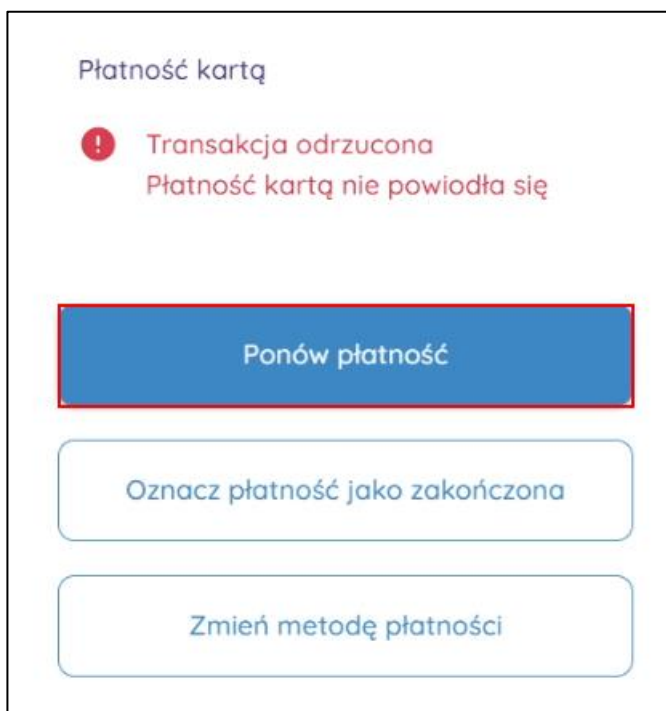 Płatność kartą
Transakcja odrzucona
Płatność kartą nie powiodła się
Ponów płatność
Oznacz płatność jako zakończona
Zmień metodę płatności